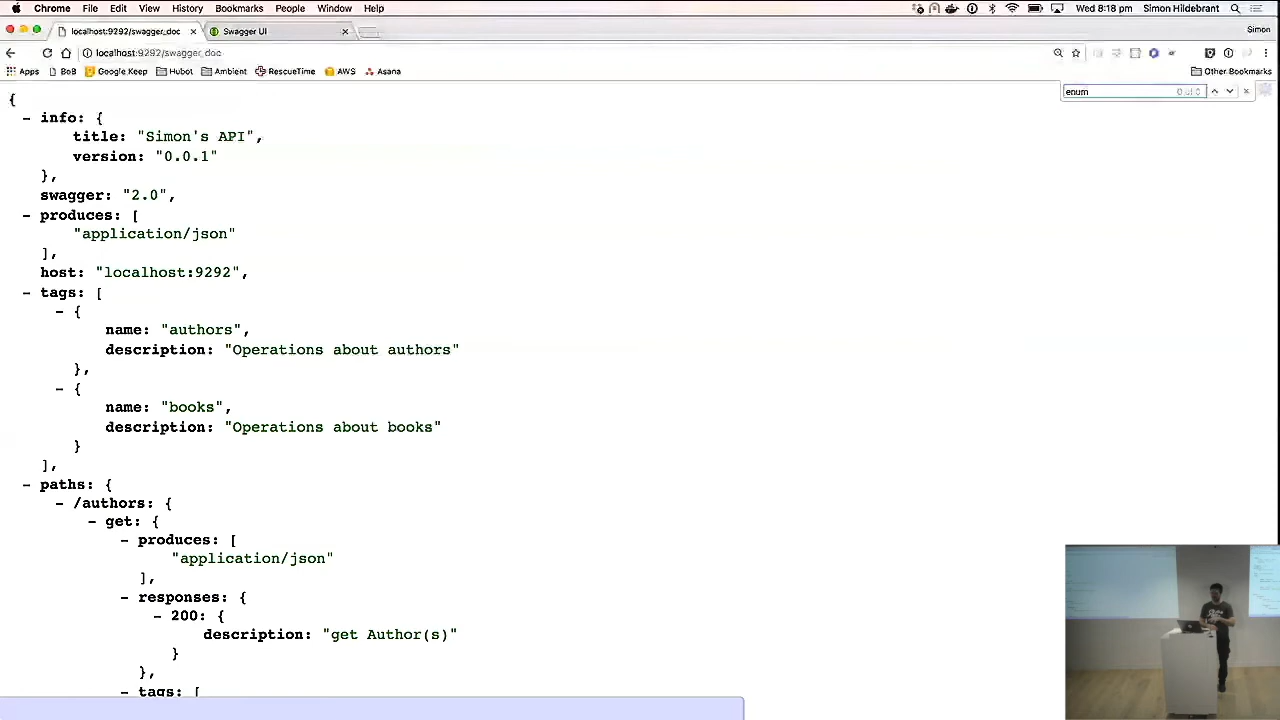 Chrome File Edit View History Bookmarks People Window Help Wed 8:18 pm Simon Hildebrant
localhost:9292/swagger_doc Swagger UI Simon
localhost:9292/swagger_doc
Apps BoB Google Keep Hubot Ambient RescueTime AWS Asana Other Bookmarks
enum
{
- info: {
title: "Simon's API",
version: "0.0.1"
},
swagger: "2.0",
- produces: [
"application/json"
],
host: "localhost:9292",
- tags: [
- {
name: "authors",
description: "Operations about authors"
},
- {
name: "books",
description: "Operations about books"
}
],
- paths: {
- /authors: {
- get: {
- produces: [
"application/json"
],
- responses: {
- 200: {
description: "get Author(s)"
}
},
- tags: [